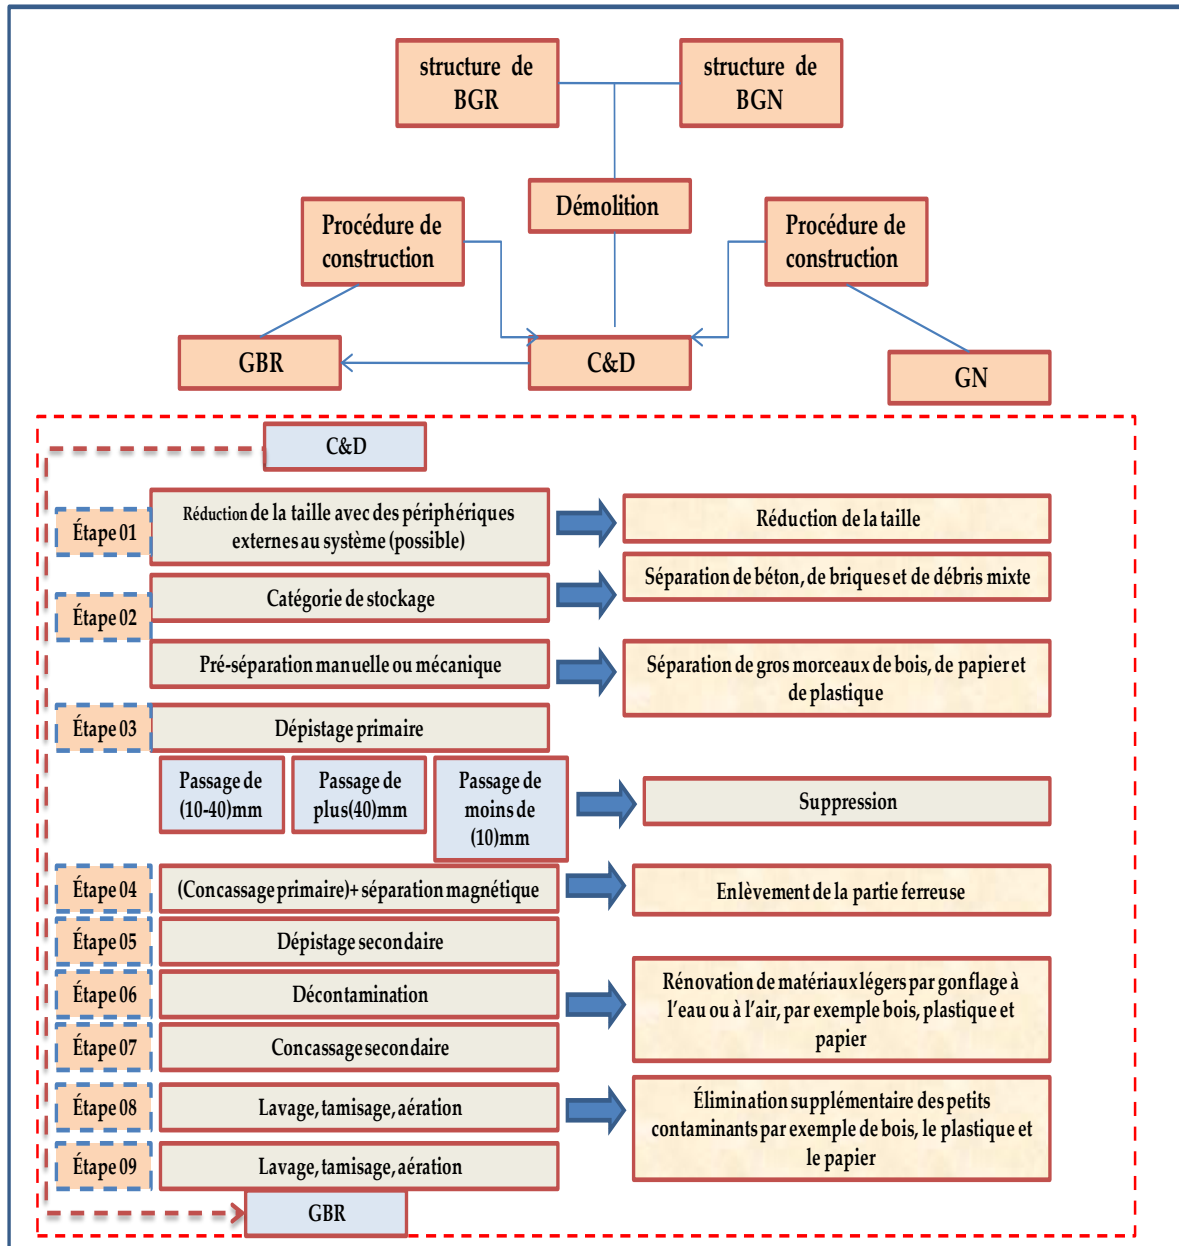 structure de
BGR
structure de
BGN
Démolition
Procédure de
construction
Procédure de
construction
GBR
C&D
GN
C&D
Étape 01
Réduction de la taille avec des périphériques
externes au système (possible)
Réduction de la taille
Étape 02
Catégorie de stockage
Séparation de béton, de briques et de débris mixte
Pré-séparation manuelle ou mécanique
Séparation de gros morceaux de bois, de papier et
de plastique
Étape 03
Dépistage primaire
Passage de
(10-40)mm
Passage de
plus(40)mm
Passage de
moins de
(10)mm
Suppression
Étape 04
(Concassage primaire)+ séparation magnétique
Enlèvement de la partie ferreuse
Étape 05
Dépistage secondaire
Étape 06
Décontamination
Rénovation de matériaux légers par gonflage à
l’eau ou à l’air, par exemple bois, plastique et
papier
Étape 07
Concassage secondaire
Étape 08
Lavage, tamisage, aération
Élimination supplémentaire des petits
contaminants par exemple de bois, le plastique et
le papier
Étape 09
Lavage, tamisage, aération
GBR